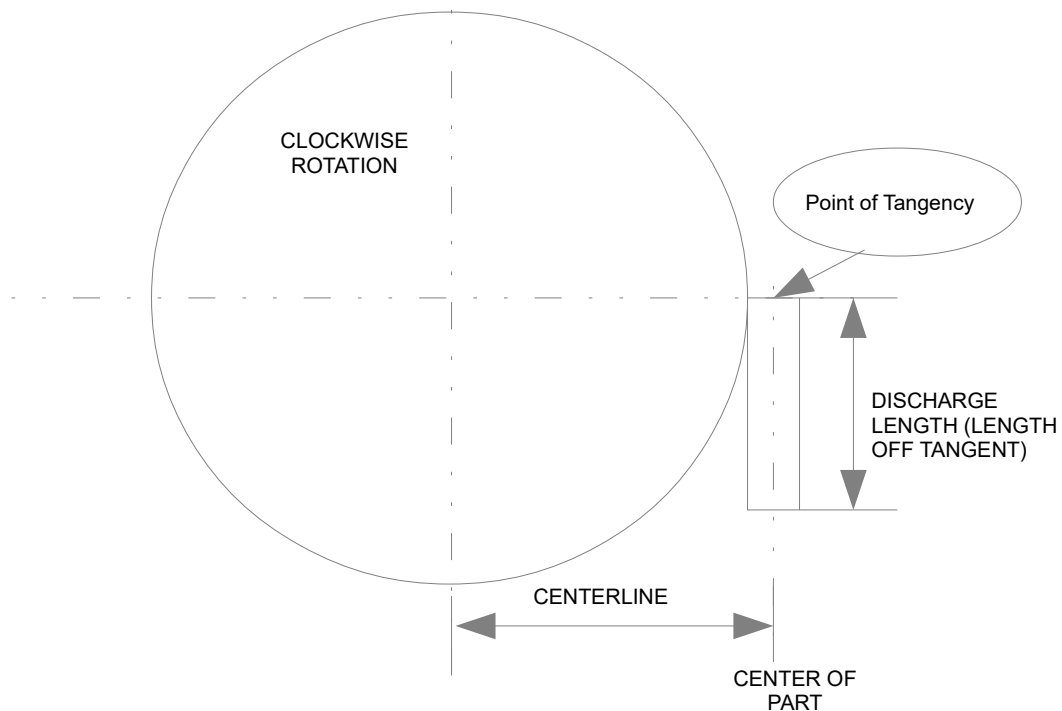 CLOCKWISE
ROTATION
Point of Tangency
DISCHARGE
LENGTH (LENGTH
OFF TANGENT)
CENTERLINE
CENTER OF
PART